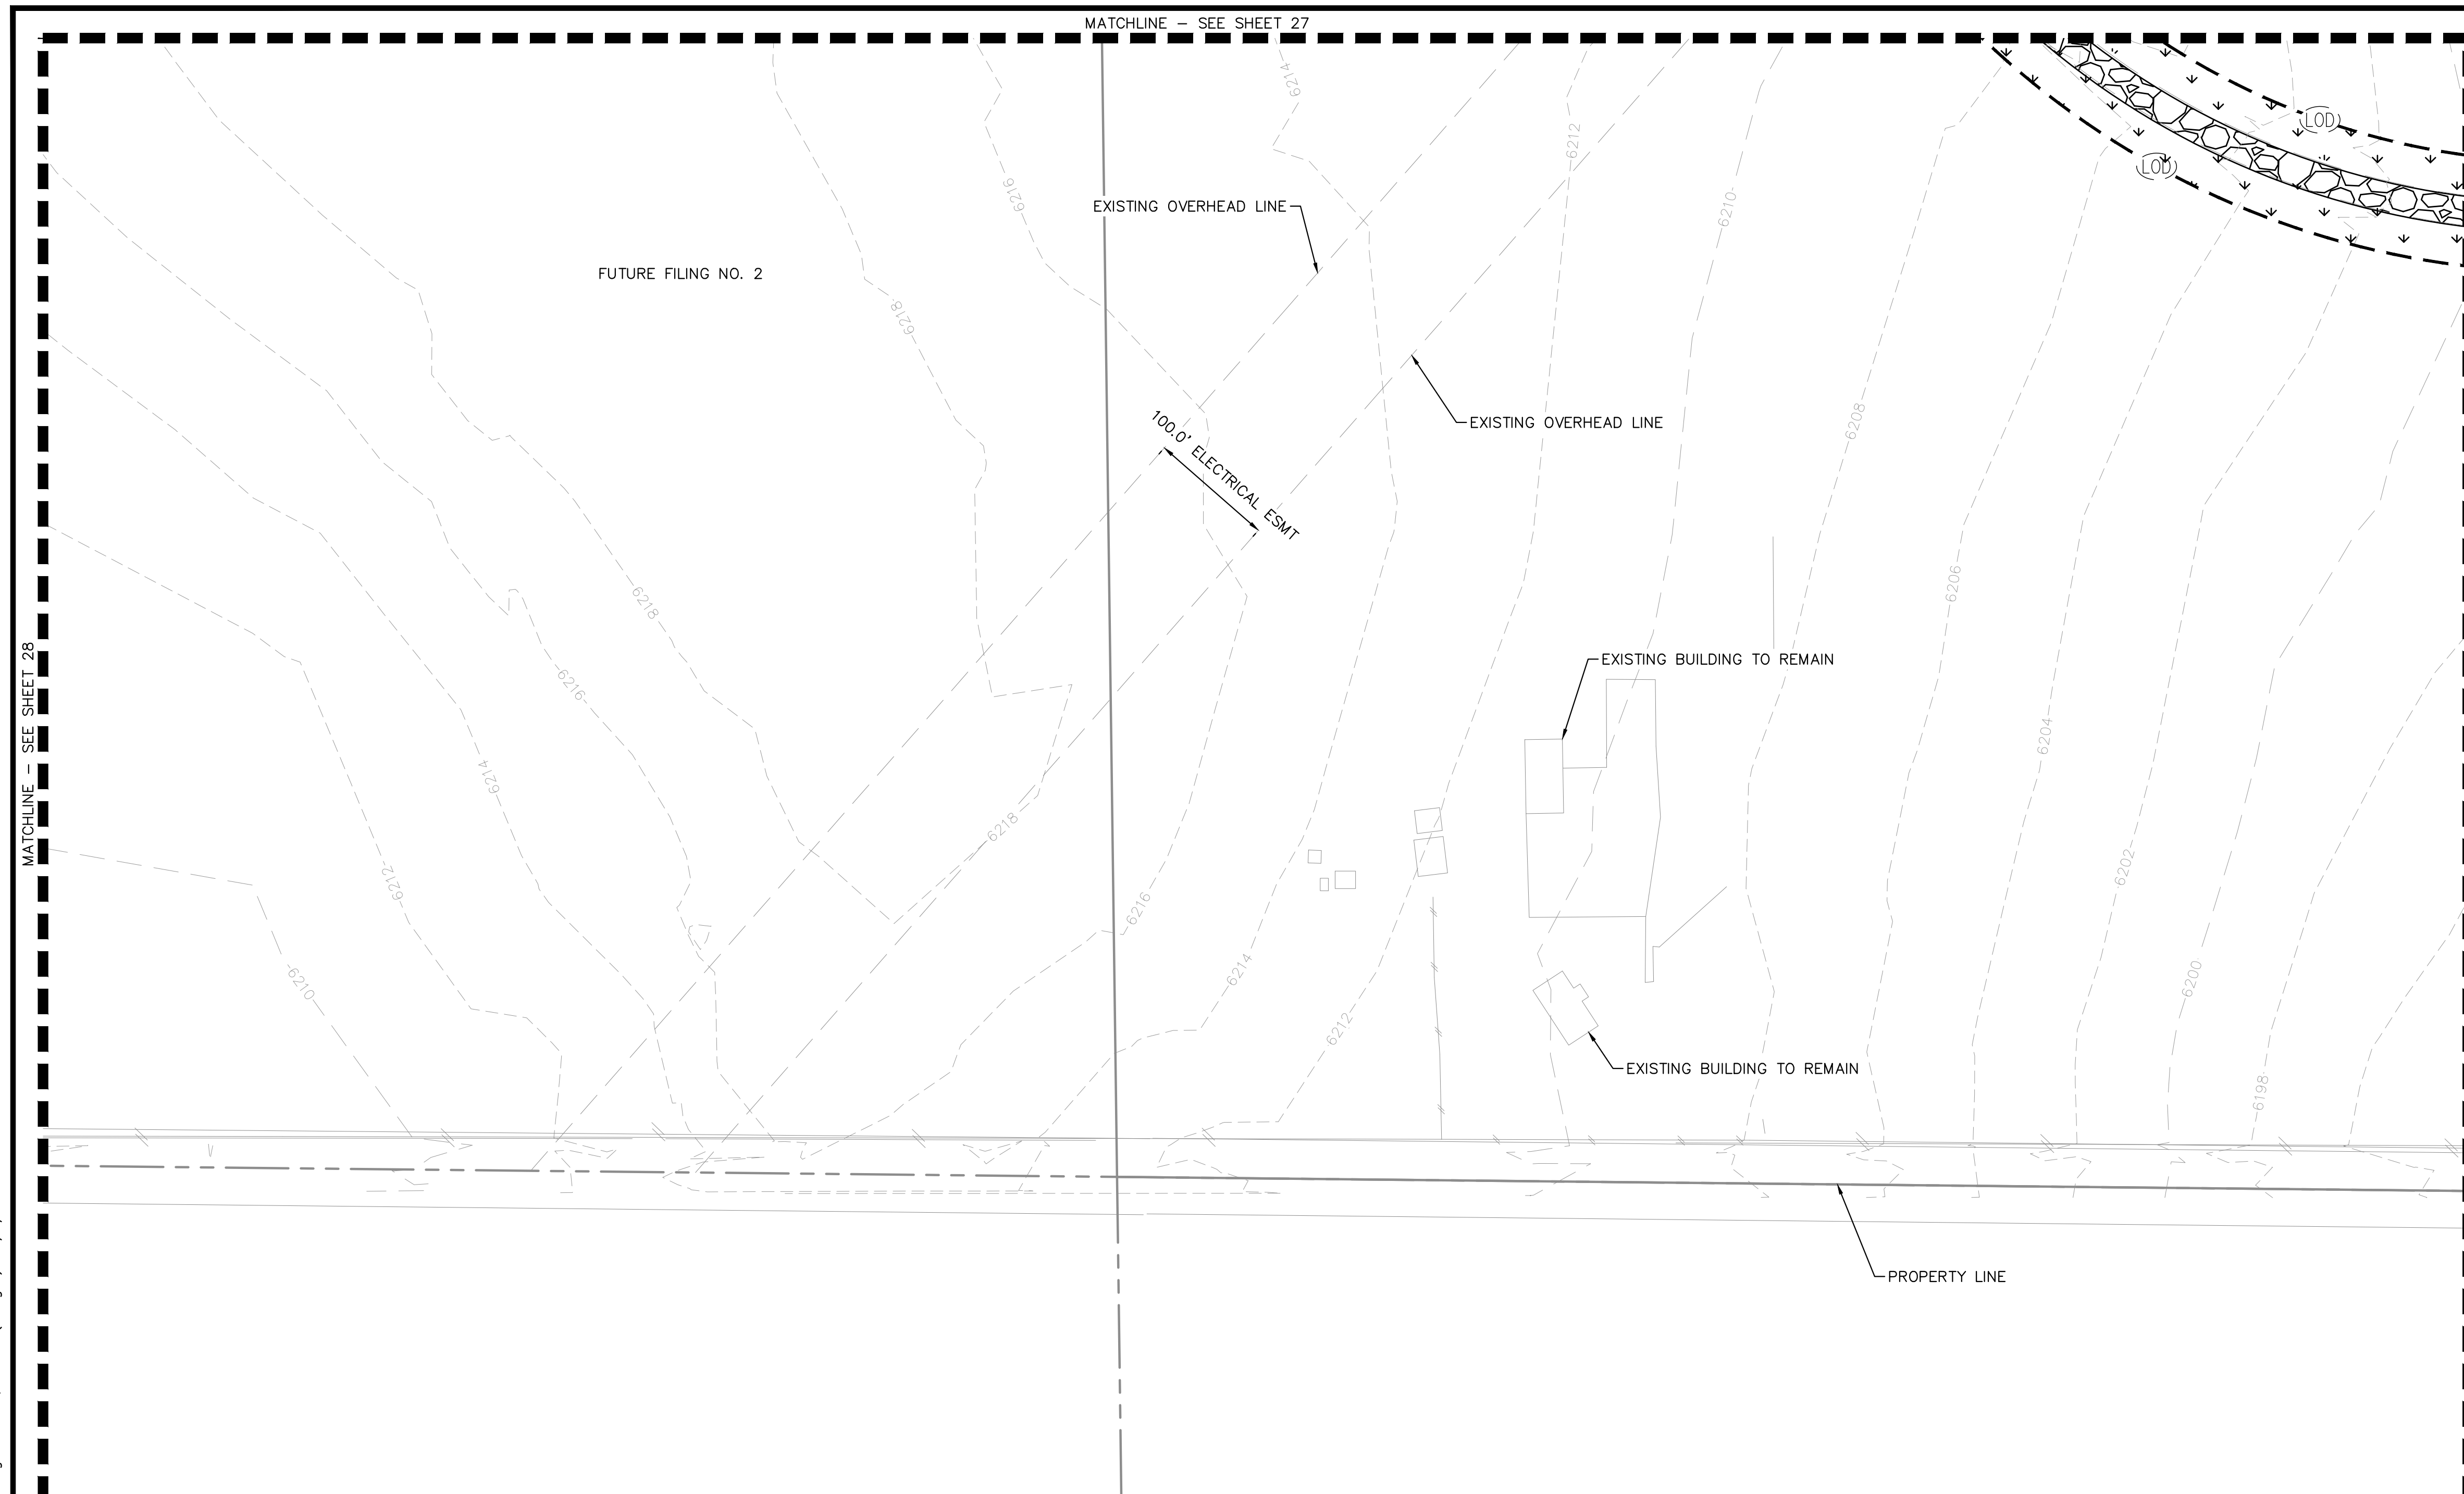 MATCHLINE - SEE SHEET 27
6214
LOD
6212
LOD
6216
6210
EXISTING OVERHEAD LINE
FUTURE FILING NO. 2
6218
6208
EXISTING OVERHEAD LINE
100.0' ELECTRICAL ESMT
6206
6218
EXISTING BUILDING TO REMAIN
6216
6204
MATCHLINE - SEE SHEET 28
6214
6218
6202
6212
6216
6214
6200
6210
6212
EXISTING BUILDING TO REMAIN
6198
PROPERTY LINE